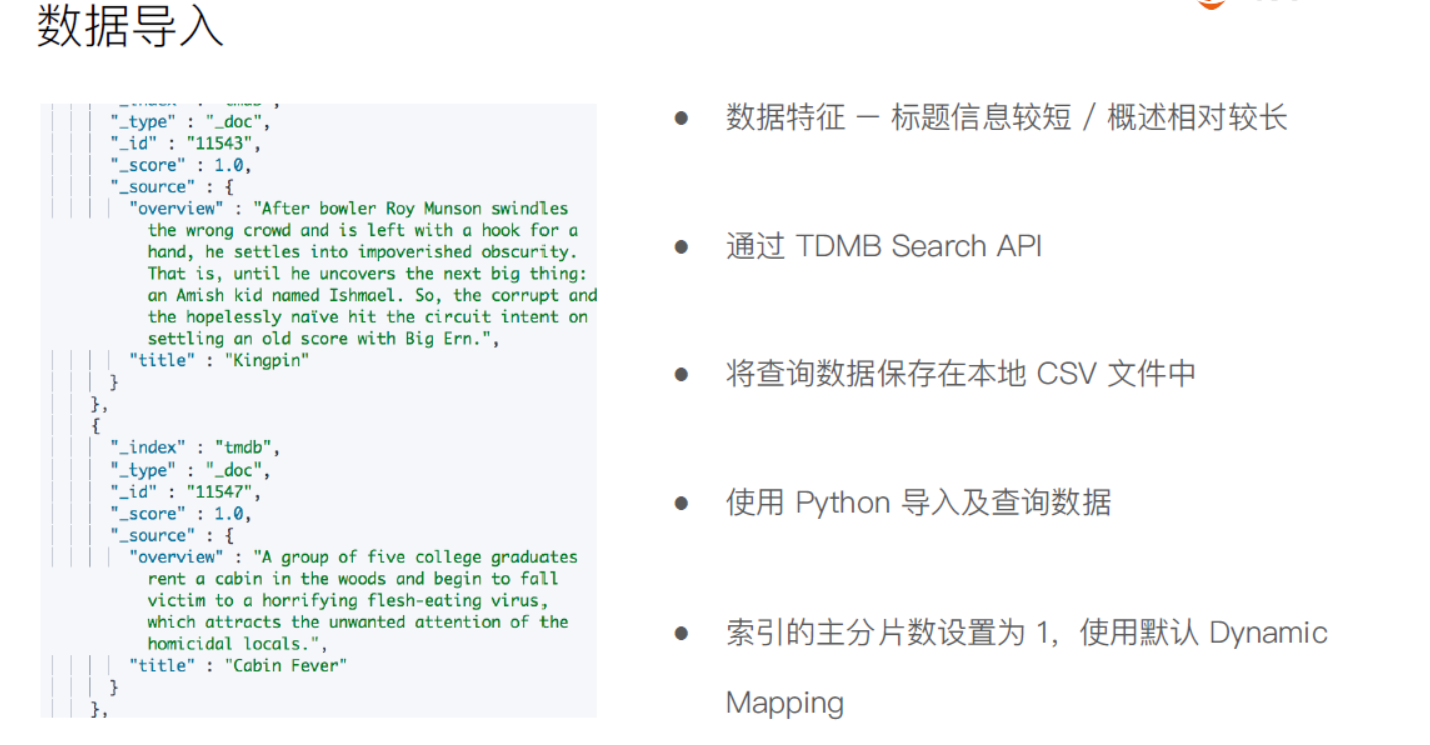 数据导入
"_index" : "tmdb",
"_type" : "_doc",
"_id" : "11543",
"_score" : 1.0,
"_source" : {
"overview" : "After bowler Roy Munson swindles
the wrong crowd and is left with a hook for a
hand, he settles into impoverished obscurity.
That is, until he uncovers the next big thing:
an Amish kid named Ishmael. So, the corrupt and
the hopelessly naïve hit the circuit intent on
settling an old score with Big Ern.",
"title" : "Kingpin"
}
},
{
"_index" : "tmdb",
"_type" : "_doc",
"_id" : "11547",
"_score" : 1.0,
"_source" : {
"overview" : "A group of five college graduates
rent a cabin in the woods and begin to fall
victim to a horrifying flesh-eating virus,
which attracts the unwanted attention of the
homicidal locals.",
"title" : "Cabin Fever"
}
},
● 数据特征 — 标题信息较短 / 概述相对较长
● 通过 TDMB Search API
● 将查询数据保存在本地 CSV 文件中
● 使用 Python 导入及查询数据
● 索引的主分片数设置为 1，使用默认 Dynamic
Mapping